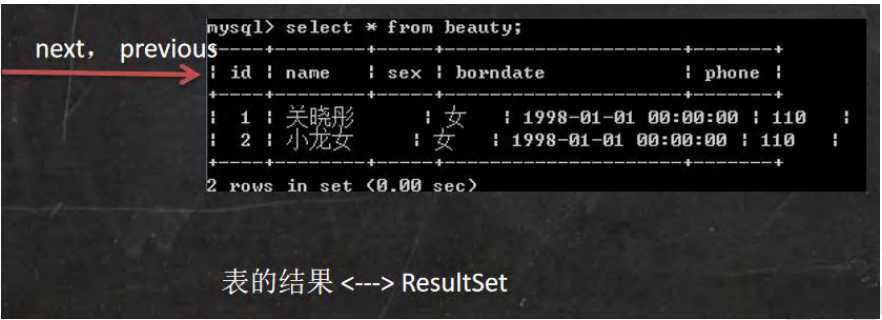 mysql> select * from beauty;
next， previous
+----+--------+-----+---------------------+-------+
| id | name | sex | borndate | phone |
+----+--------+-----+---------------------+-------+
| 1 | 关晓彤 | 女 | 1998-01-01 00:00:00 | 110 |
| 2 | 小龙女 | 女 | 1998-01-01 00:00:00 | 110 |
+----+--------+-----+---------------------+-------+
2 rows in set (0.00 sec)
表的结果 <---> ResultSet